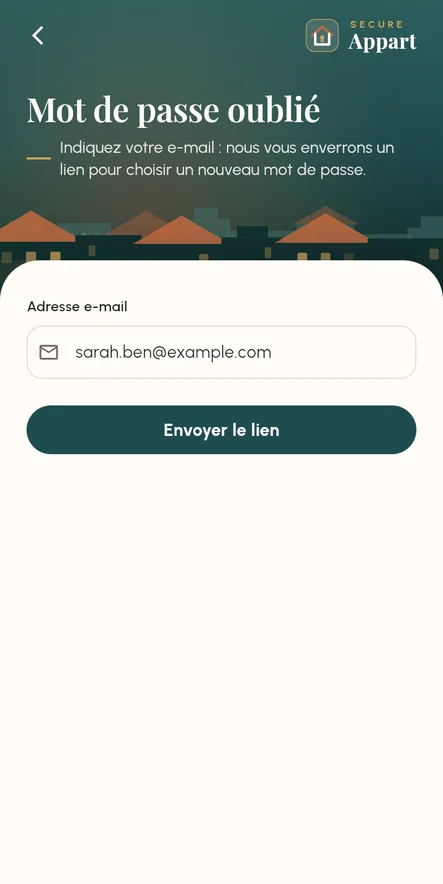 SECURE
Appart
Mot de passe oublié
Indiquez votre e-mail : nous vous enverrons un
lien pour choisir un nouveau mot de passe.
Adresse e-mail
sarah.ben@example.com
Envoyer le lien